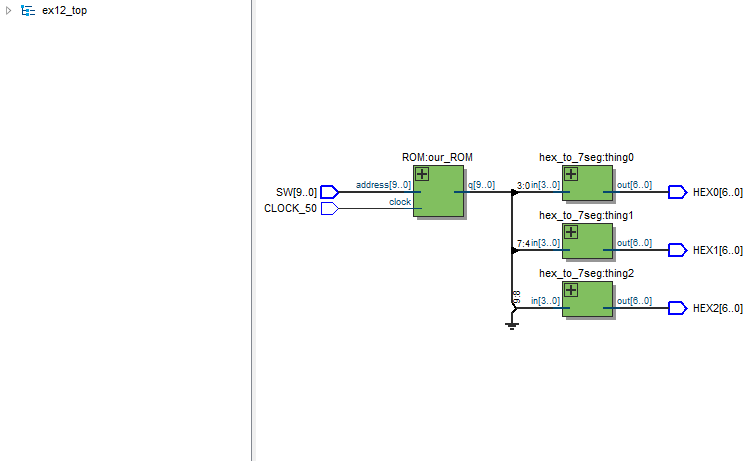 ex12_top
ROM:our_ROM
hex_to_7seg:thing0
SW[9..0]
address[9..0]
q[9..0]
3:0
in[3..0]
out[6..0]
HEX0[6..0]
CLOCK_50
clock
hex_to_7seg:thing1
7:4
in[3..0]
out[6..0]
HEX1[6..0]
hex_to_7seg:thing2
9:8
in[3..0]
out[6..0]
HEX2[6..0]